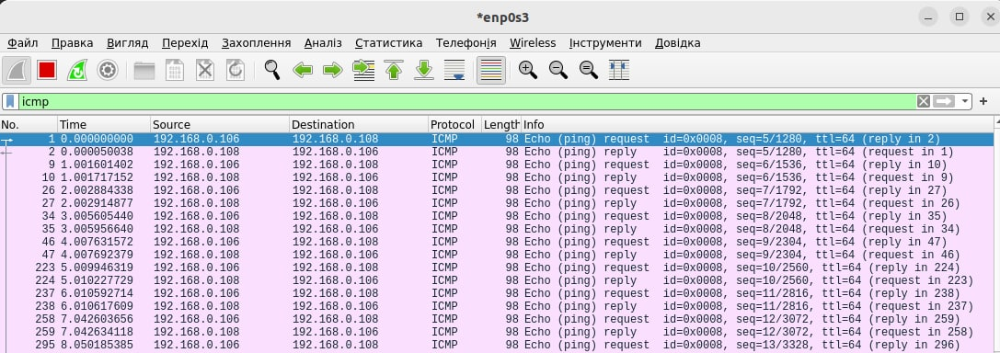 *enp0s3
Файл Правка Вигляд Перехід Захоплення Аналіз Статистика Телефонія Wireless Інструменти Довідка
icmp
No. Time Source Destination Protocol Length Info
1 0.000000000 192.168.0.106 192.168.0.108 ICMP 98 Echo (ping) request id=0x0008, seq=5/1280, ttl=64 (reply in 2)
2 0.000050038 192.168.0.108 192.168.0.106 ICMP 98 Echo (ping) reply id=0x0008, seq=5/1280, ttl=64 (request in 1)
9 1.001601402 192.168.0.106 192.168.0.108 ICMP 98 Echo (ping) request id=0x0008, seq=6/1536, ttl=64 (reply in 10)
10 1.001717152 192.168.0.108 192.168.0.106 ICMP 98 Echo (ping) reply id=0x0008, seq=6/1536, ttl=64 (request in 9)
26 2.002884338 192.168.0.106 192.168.0.108 ICMP 98 Echo (ping) request id=0x0008, seq=7/1792, ttl=64 (reply in 27)
27 2.002914877 192.168.0.108 192.168.0.106 ICMP 98 Echo (ping) reply id=0x0008, seq=7/1792, ttl=64 (request in 26)
34 3.005605440 192.168.0.106 192.168.0.108 ICMP 98 Echo (ping) request id=0x0008, seq=8/2048, ttl=64 (reply in 35)
35 3.005956640 192.168.0.108 192.168.0.106 ICMP 98 Echo (ping) reply id=0x0008, seq=8/2048, ttl=64 (request in 34)
46 4.007631572 192.168.0.106 192.168.0.108 ICMP 98 Echo (ping) request id=0x0008, seq=9/2304, ttl=64 (reply in 47)
47 4.007692379 192.168.0.108 192.168.0.106 ICMP 98 Echo (ping) reply id=0x0008, seq=9/2304, ttl=64 (request in 46)
223 5.009946319 192.168.0.106 192.168.0.108 ICMP 98 Echo (ping) request id=0x0008, seq=10/2560, ttl=64 (reply in 224)
224 5.010227729 192.168.0.108 192.168.0.106 ICMP 98 Echo (ping) reply id=0x0008, seq=10/2560, ttl=64 (request in 223)
237 6.010592714 192.168.0.106 192.168.0.108 ICMP 98 Echo (ping) request id=0x0008, seq=11/2816, ttl=64 (reply in 238)
238 6.010617609 192.168.0.108 192.168.0.106 ICMP 98 Echo (ping) reply id=0x0008, seq=11/2816, ttl=64 (request in 237)
258 7.042603656 192.168.0.106 192.168.0.108 ICMP 98 Echo (ping) request id=0x0008, seq=12/3072, ttl=64 (reply in 259)
259 7.042634118 192.168.0.108 192.168.0.106 ICMP 98 Echo (ping) reply id=0x0008, seq=12/3072, ttl=64 (request in 258)
295 8.050185385 192.168.0.106 192.168.0.108 ICMP 98 Echo (ping) request id=0x0008, seq=13/3328, ttl=64 (reply in 296)